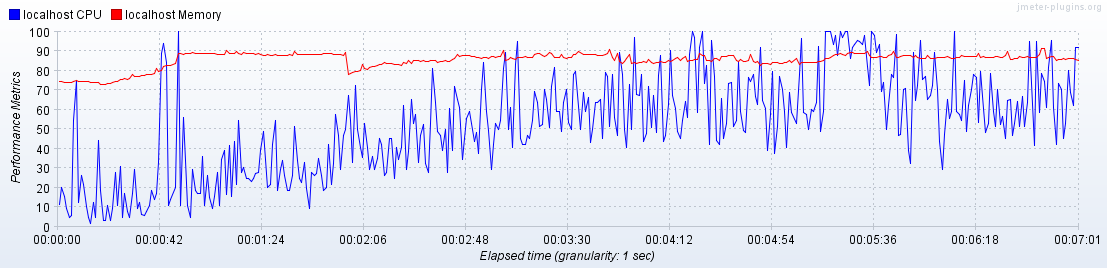 jmeter-plugins.org
localhost CPU localhost Memory
Performance Metrics
100
90
80
70
60
50
40
30
20
10
0
00:00:00 00:00:42 00:01:24 00:02:06 00:02:48 00:03:30 00:04:12 00:04:54 00:05:36 00:06:18 00:07:01
Elapsed time (granularity: 1 sec)